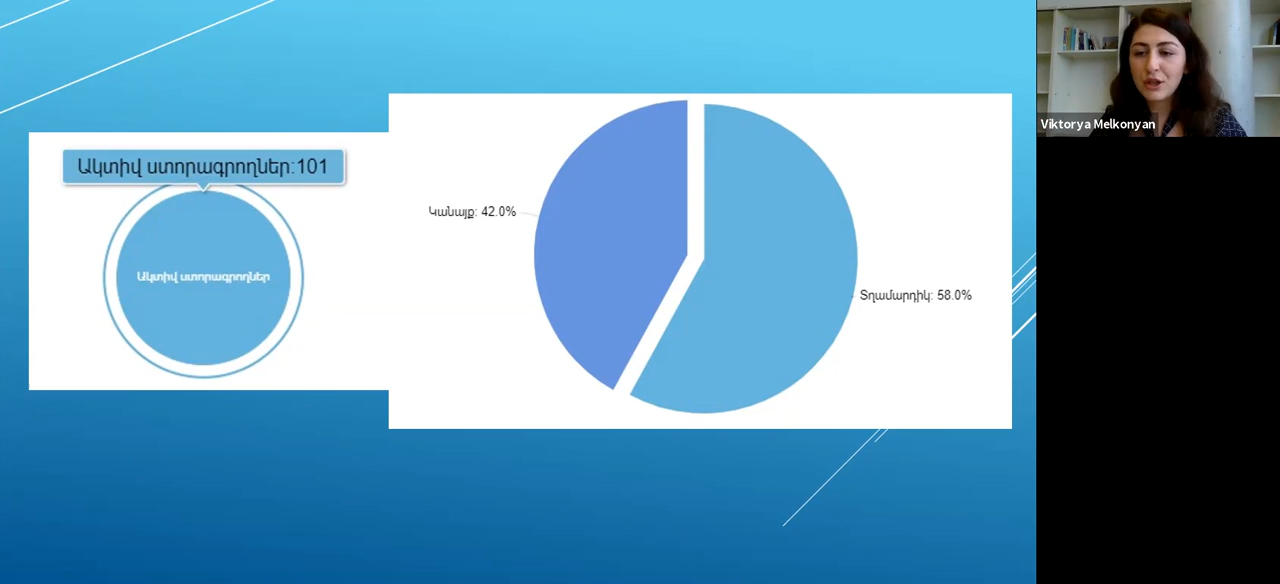 Ակտիվ ստորագրողներ:101
Ակտիվ ստորագրողներ
Կանայք: 42.0%
Տղամարդիկ: 58.0%
Viktorya Melkonyan